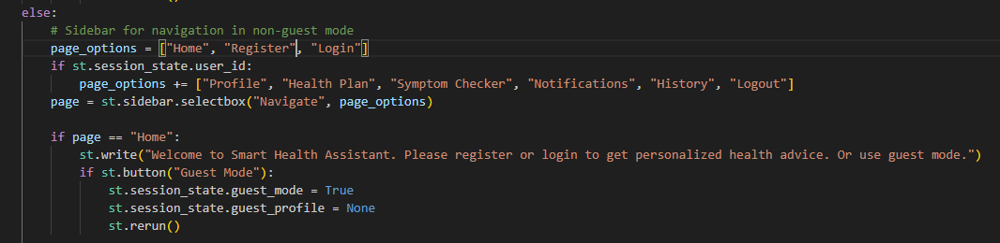 else:
# Sidebar for navigation in non-guest mode
page_options = ["Home", "Register", "Login"]
if st.session_state.user_id:
page_options += ["Profile", "Health Plan", "Symptom Checker", "Notifications", "History", "Logout"]
page = st.sidebar.selectbox("Navigate", page_options)
if page == "Home":
st.write("Welcome to Smart Health Assistant. Please register or login to get personalized health advice. Or use guest mode.")
if st.button("Guest Mode"):
st.session_state.guest_mode = True
st.session_state.guest_profile = None
st.rerun()